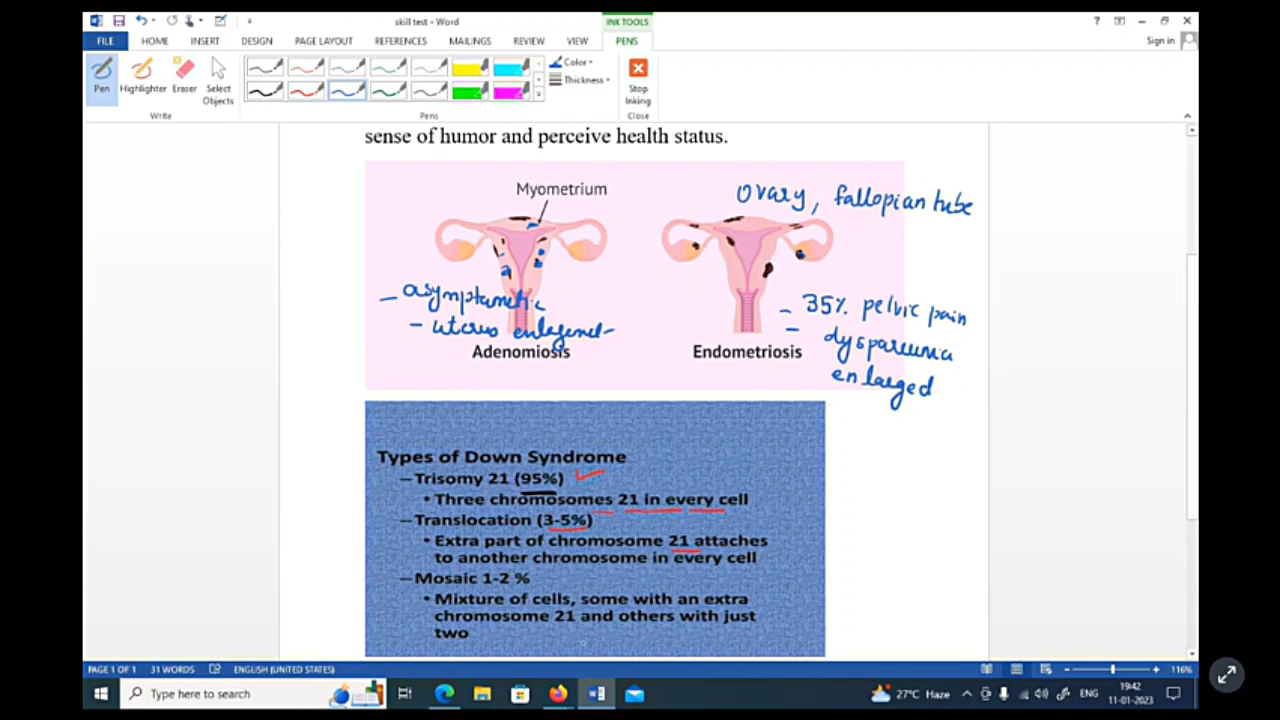 skill test - Word
INK TOOLS
Sign in
FILE HOME INSERT DESIGN PAGE LAYOUT REFERENCES MAILINGS REVIEW VIEW PENS
Pen Highlighter Eraser Select Objects
Color
Thickness
Stop Inking
Write Pens Close
sense of humor and perceive health status.
Myometrium
ovary, fallopian tube
- asymptametic
- uterus
Adenomiosis
- 35% pelvic pain
- dyspareunia
enlarged
Endometriosis
Types of Down Syndrome
–Trisomy 21 (95%)
• Three chromosomes 21 in every cell
–Translocation (3-5%)
• Extra part of chromosome 21 attaches
to another chromosome in every cell
–Mosaic 1-2 %
• Mixture of cells, some with an extra
chromosome 21 and others with just
two
PAGE 1 OF 1 31 WORDS ENGLISH (UNITED STATES) 116%
Type here to search
27°C Haze ENG
19:42
11-01-2023